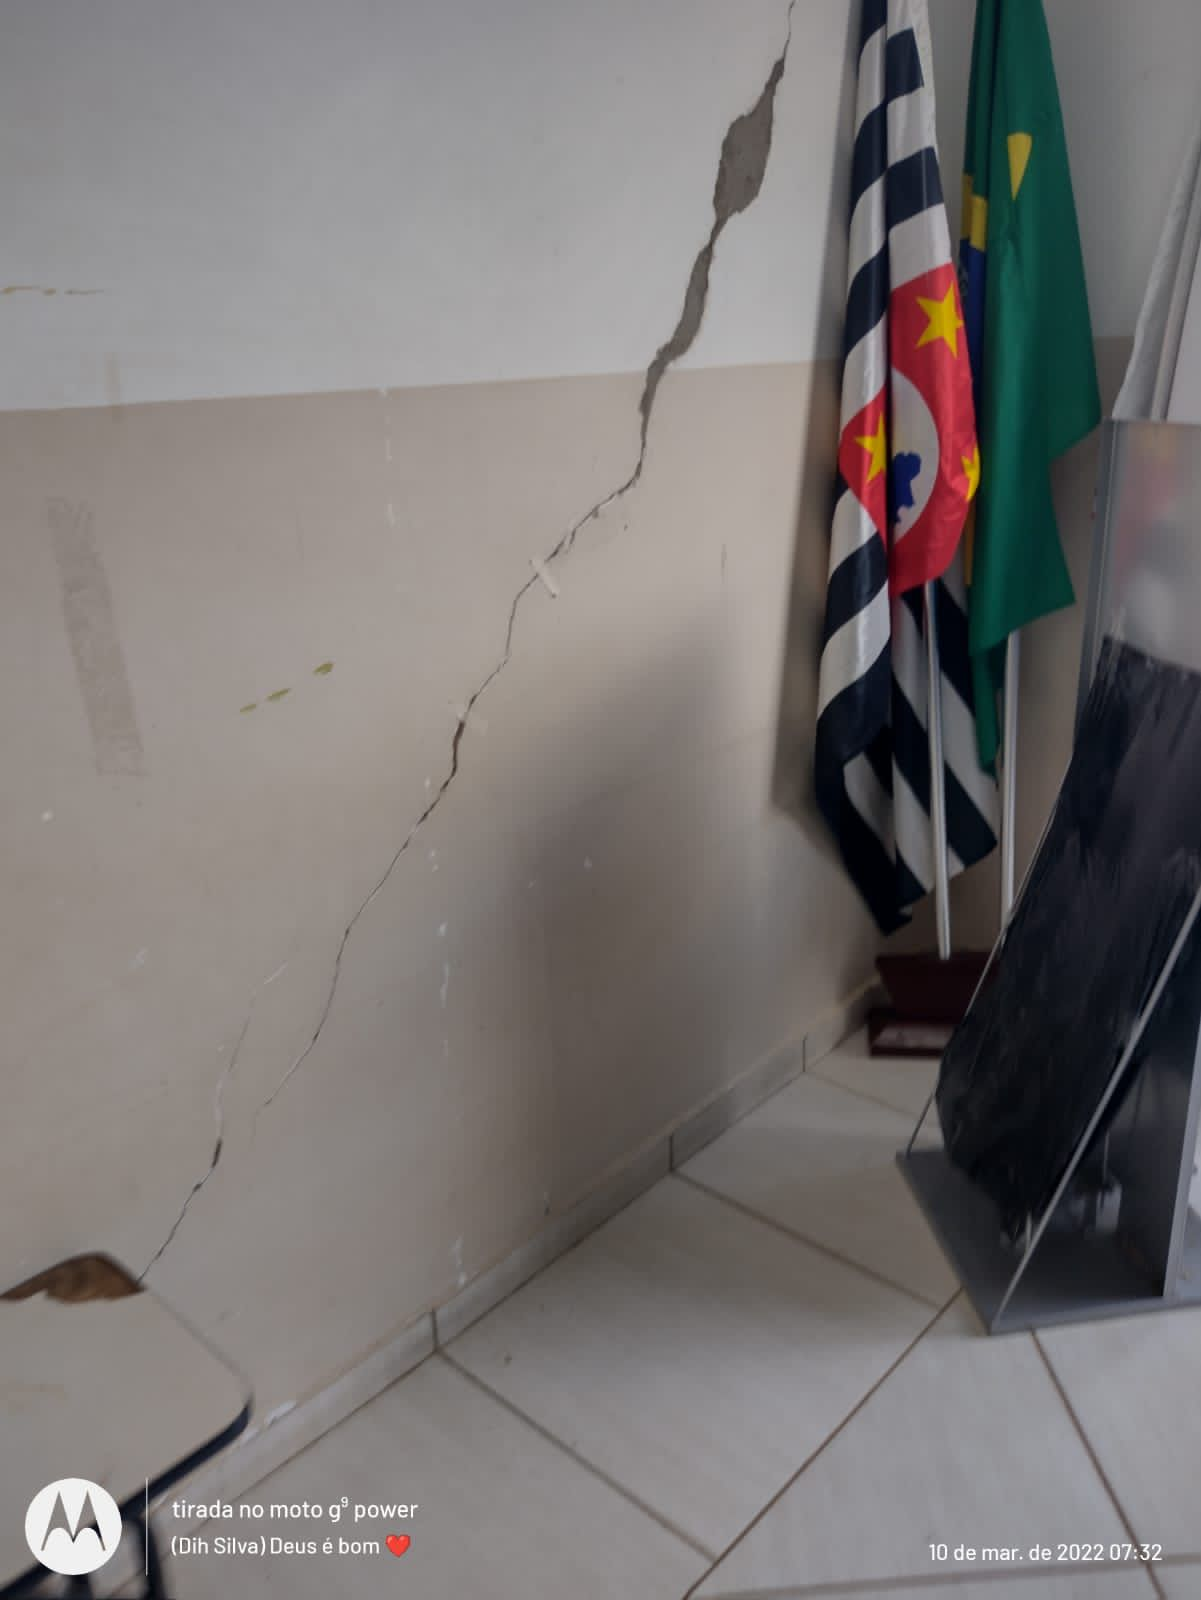 tirada no moto g⁹ power
(Dih Silva) Deus é bom ❤️
10 de mar. de 2022 07:32